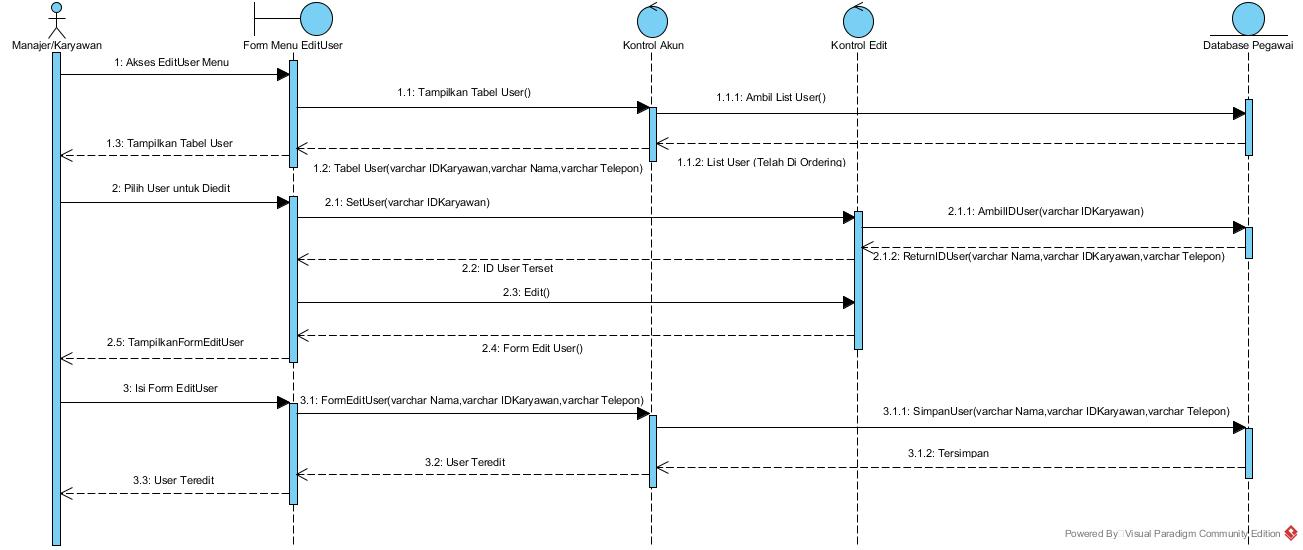 Manajer/Karyawan
Form Menu EditUser
Kontrol Akun
Kontrol Edit
Database Pegawai
1: Akses EditUser Menu
1.1: Tampilkan Tabel User()
1.1.1: Ambil List User()
1.3: Tampilkan Tabel User
1.2: Tabel User(varchar IDKaryawan,varchar Nama,varchar Telepon)
1.1.2: List User (Telah Di Ordering)
2: Pilih User untuk Diedit
2.1: SetUser(varchar IDKaryawan)
2.1.1: AmbilIDUser(varchar IDKaryawan)
2.1.2: ReturnIDUser(varchar Nama,varchar IDKaryawan,varchar Telepon)
2.2: ID User Terset
2.3: Edit()
2.5: TampilkanFormEditUser
2.4: Form Edit User()
3: Isi Form EditUser
3.1: FormEditUser(varchar Nama,varchar IDKaryawan,varchar Telepon)
3.1.1: SimpanUser(varchar Nama,varchar IDKaryawan,varchar Telepon)
3.1.2: Tersimpan
3.2: User Teredit
3.3: User Teredit
Powered By Visual Paradigm Community Edition